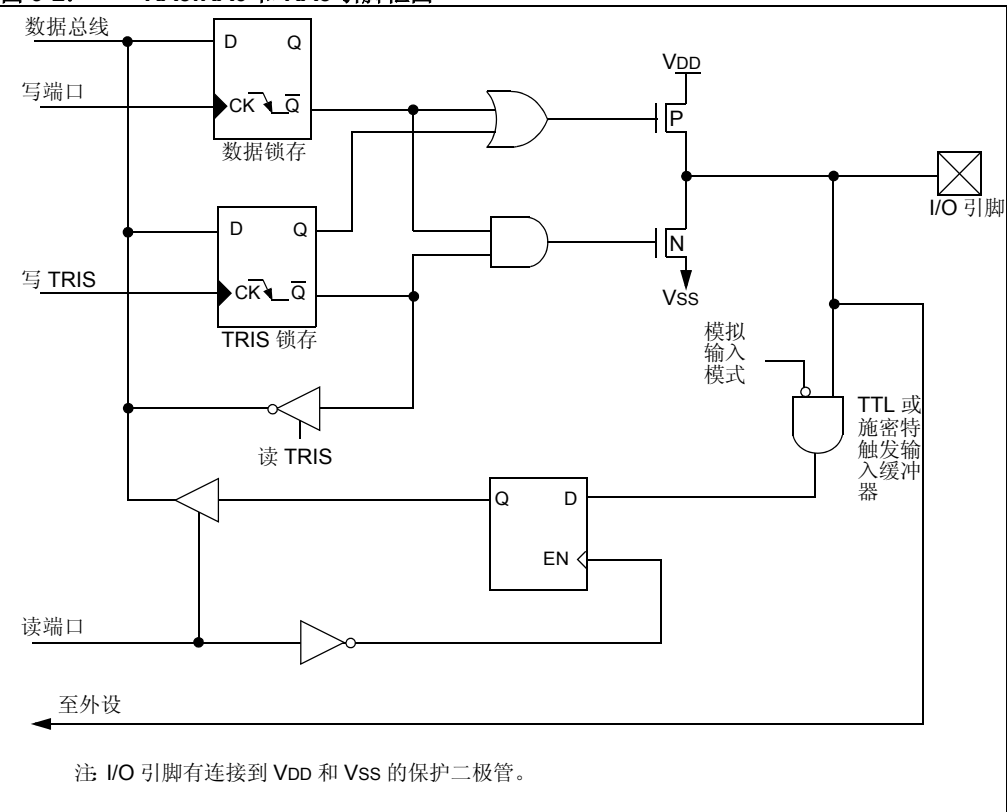 数据总线
D Q
写端口
CK Q
数据锁存
VDD
P
I/O 引脚
D Q
N
写 TRIS
CK Q
VSS
TRIS 锁存
模拟
输入
模式
TTL 或
施密特
触发输
入缓冲
器
读 TRIS
Q D
EN
读端口
至外设
注: I/O 引脚有连接到 VDD 和 VSS 的保护二极管。